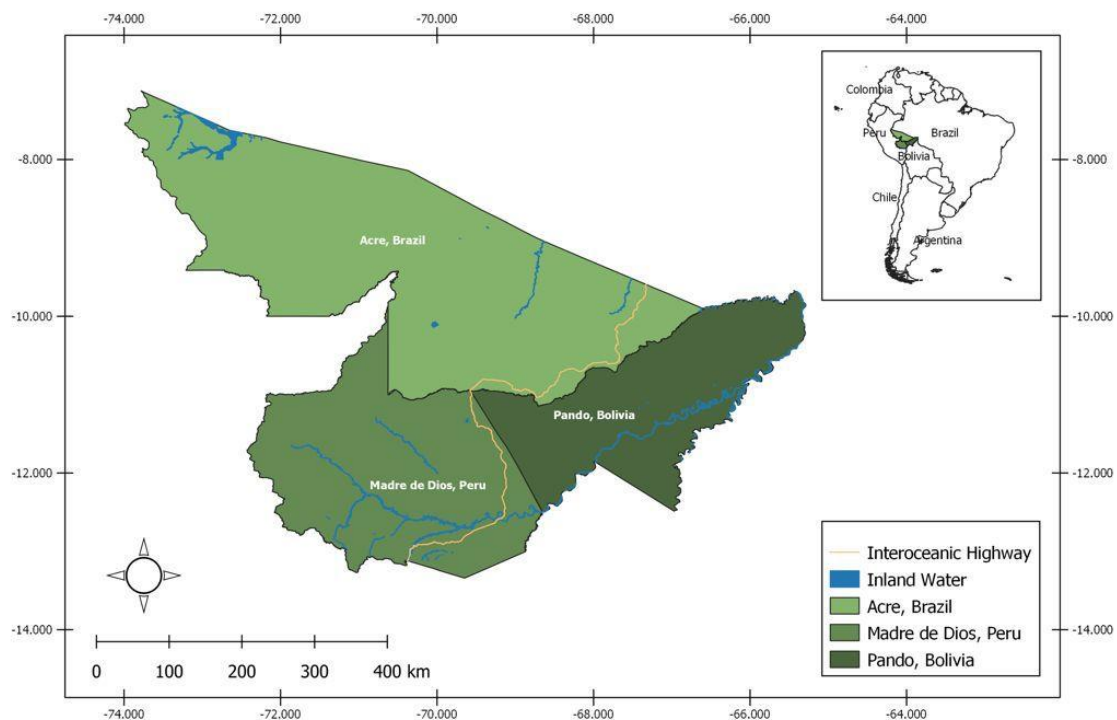 -74.000 -72.000 -70.000 -68.000 -66.000 -64.000
Colombia
Peru
Brazil
Bolivia
Chile
Argentina
-8.000 -8.000
Acre, Brazil
-10.000 -10.000
Pando, Bolivia
-12.000 -12.000
Madre de Dios, Peru
Interoceanic Highway
Inland Water
Acre, Brazil
Madre de Dios, Peru
Pando, Bolivia
-14.000 -14.000
0 100 200 300 400 km
-74.000 -72.000 -70.000 -68.000 -66.000 -64.000